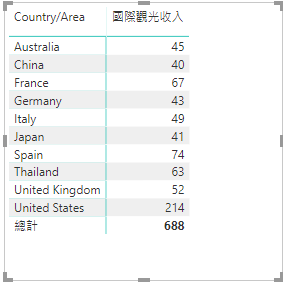 Country/Area 國際觀光收入
Australia 45
China 40
France 67
Germany 43
Italy 49
Japan 41
Spain 74
Thailand 63
United Kingdom 52
United States 214
總計 688